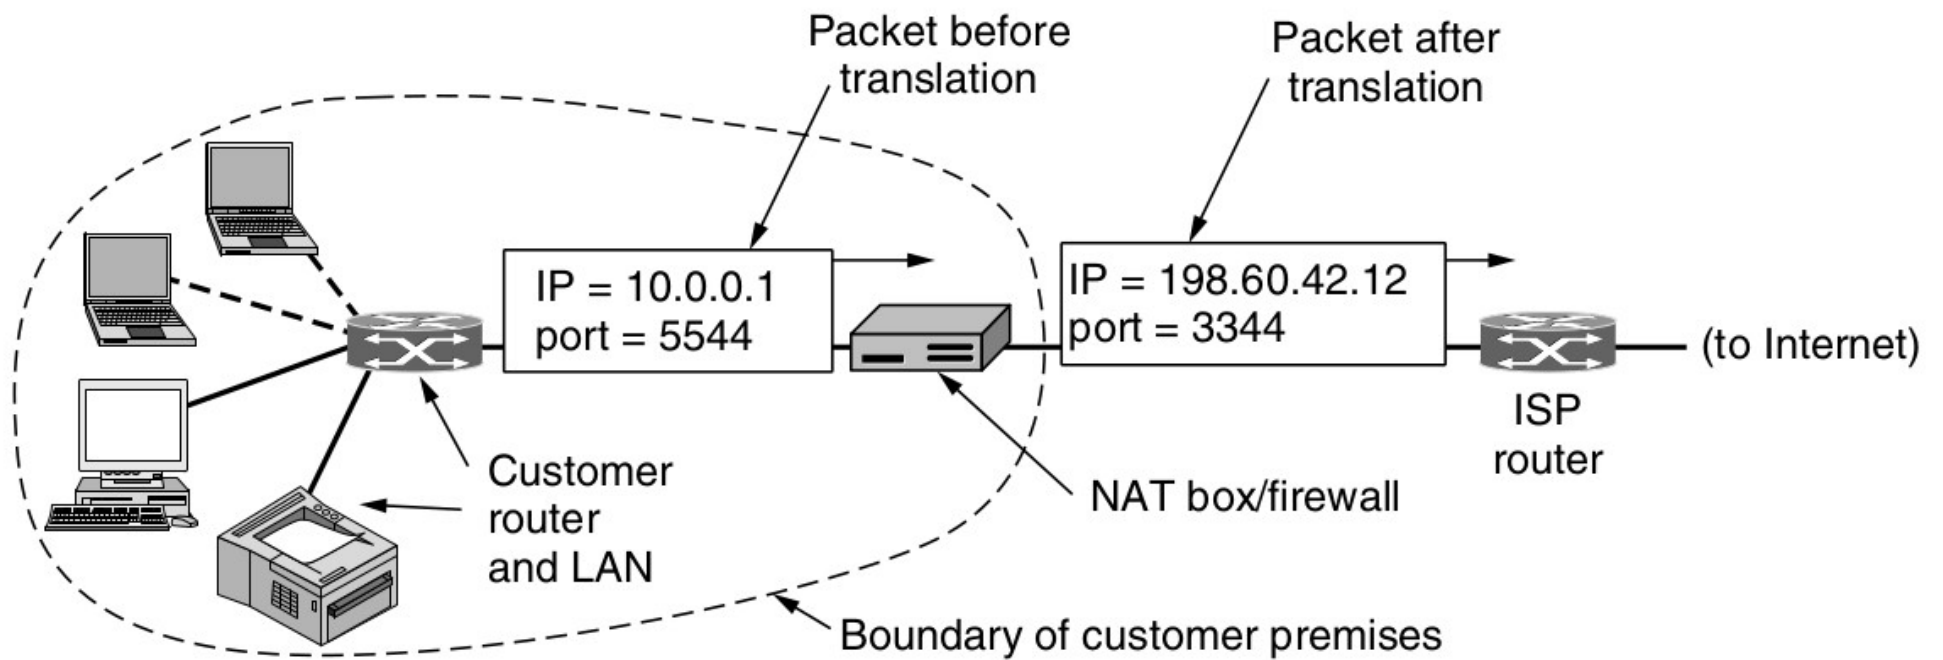 Packet before
translation
Packet after
translation
IP = 10.0.0.1
port = 5544
IP = 198.60.42.12
port = 3344
(to Internet)
ISP
router
Customer
router
and LAN
NAT box/firewall
Boundary of customer premises